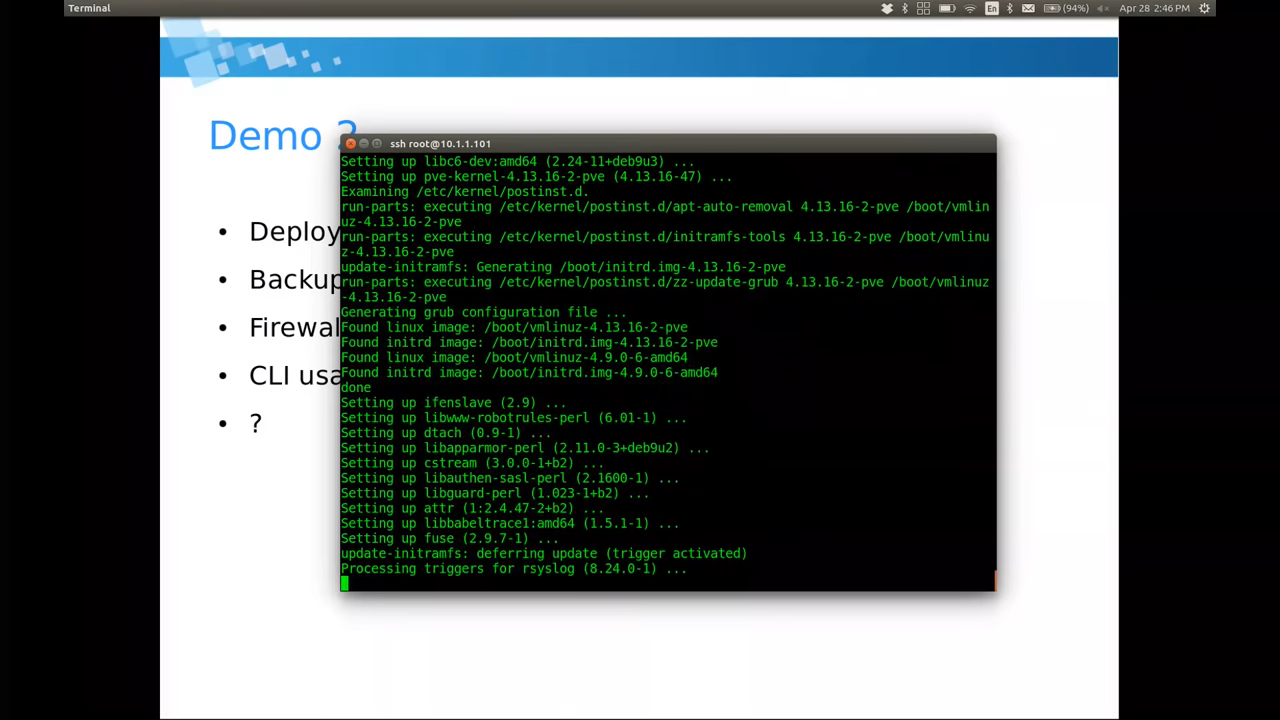 Terminal
En
(94%)
Apr 28 2:46 PM
Demo ?
• Deploy
• Backup
• Firewal
• CLI usa
• ?
ssh root@10.1.1.101
Setting up libc6-dev:amd64 (2.24-11+deb9u3) ...
Setting up pve-kernel-4.13.16-2-pve (4.13.16-47) ...
Examining /etc/kernel/postinst.d.
run-parts: executing /etc/kernel/postinst.d/apt-auto-removal 4.13.16-2-pve /boot/vmlin
uz-4.13.16-2-pve
run-parts: executing /etc/kernel/postinst.d/initramfs-tools 4.13.16-2-pve /boot/vmlinu
z-4.13.16-2-pve
update-initramfs: Generating /boot/initrd.img-4.13.16-2-pve
run-parts: executing /etc/kernel/postinst.d/zz-update-grub 4.13.16-2-pve /boot/vmlinuz
-4.13.16-2-pve
Generating grub configuration file ...
Found linux image: /boot/vmlinuz-4.13.16-2-pve
Found initrd image: /boot/initrd.img-4.13.16-2-pve
Found linux image: /boot/vmlinuz-4.9.0-6-amd64
Found initrd image: /boot/initrd.img-4.9.0-6-amd64
done
Setting up ifenslave (2.9) ...
Setting up libwww-robotrules-perl (6.01-1) ...
Setting up dtach (0.9-1) ...
Setting up libapparmor-perl (2.11.0-3+deb9u2) ...
Setting up cstream (3.0.0-1+b2) ...
Setting up libauthen-sasl-perl (2.1600-1) ...
Setting up libguard-perl (1.023-1+b2) ...
Setting up attr (1:2.4.47-2+b2) ...
Setting up libbabeltrace1:amd64 (1.5.1-1) ...
Setting up fuse (2.9.7-1) ...
update-initramfs: deferring update (trigger activated)
Processing triggers for rsyslog (8.24.0-1) ...